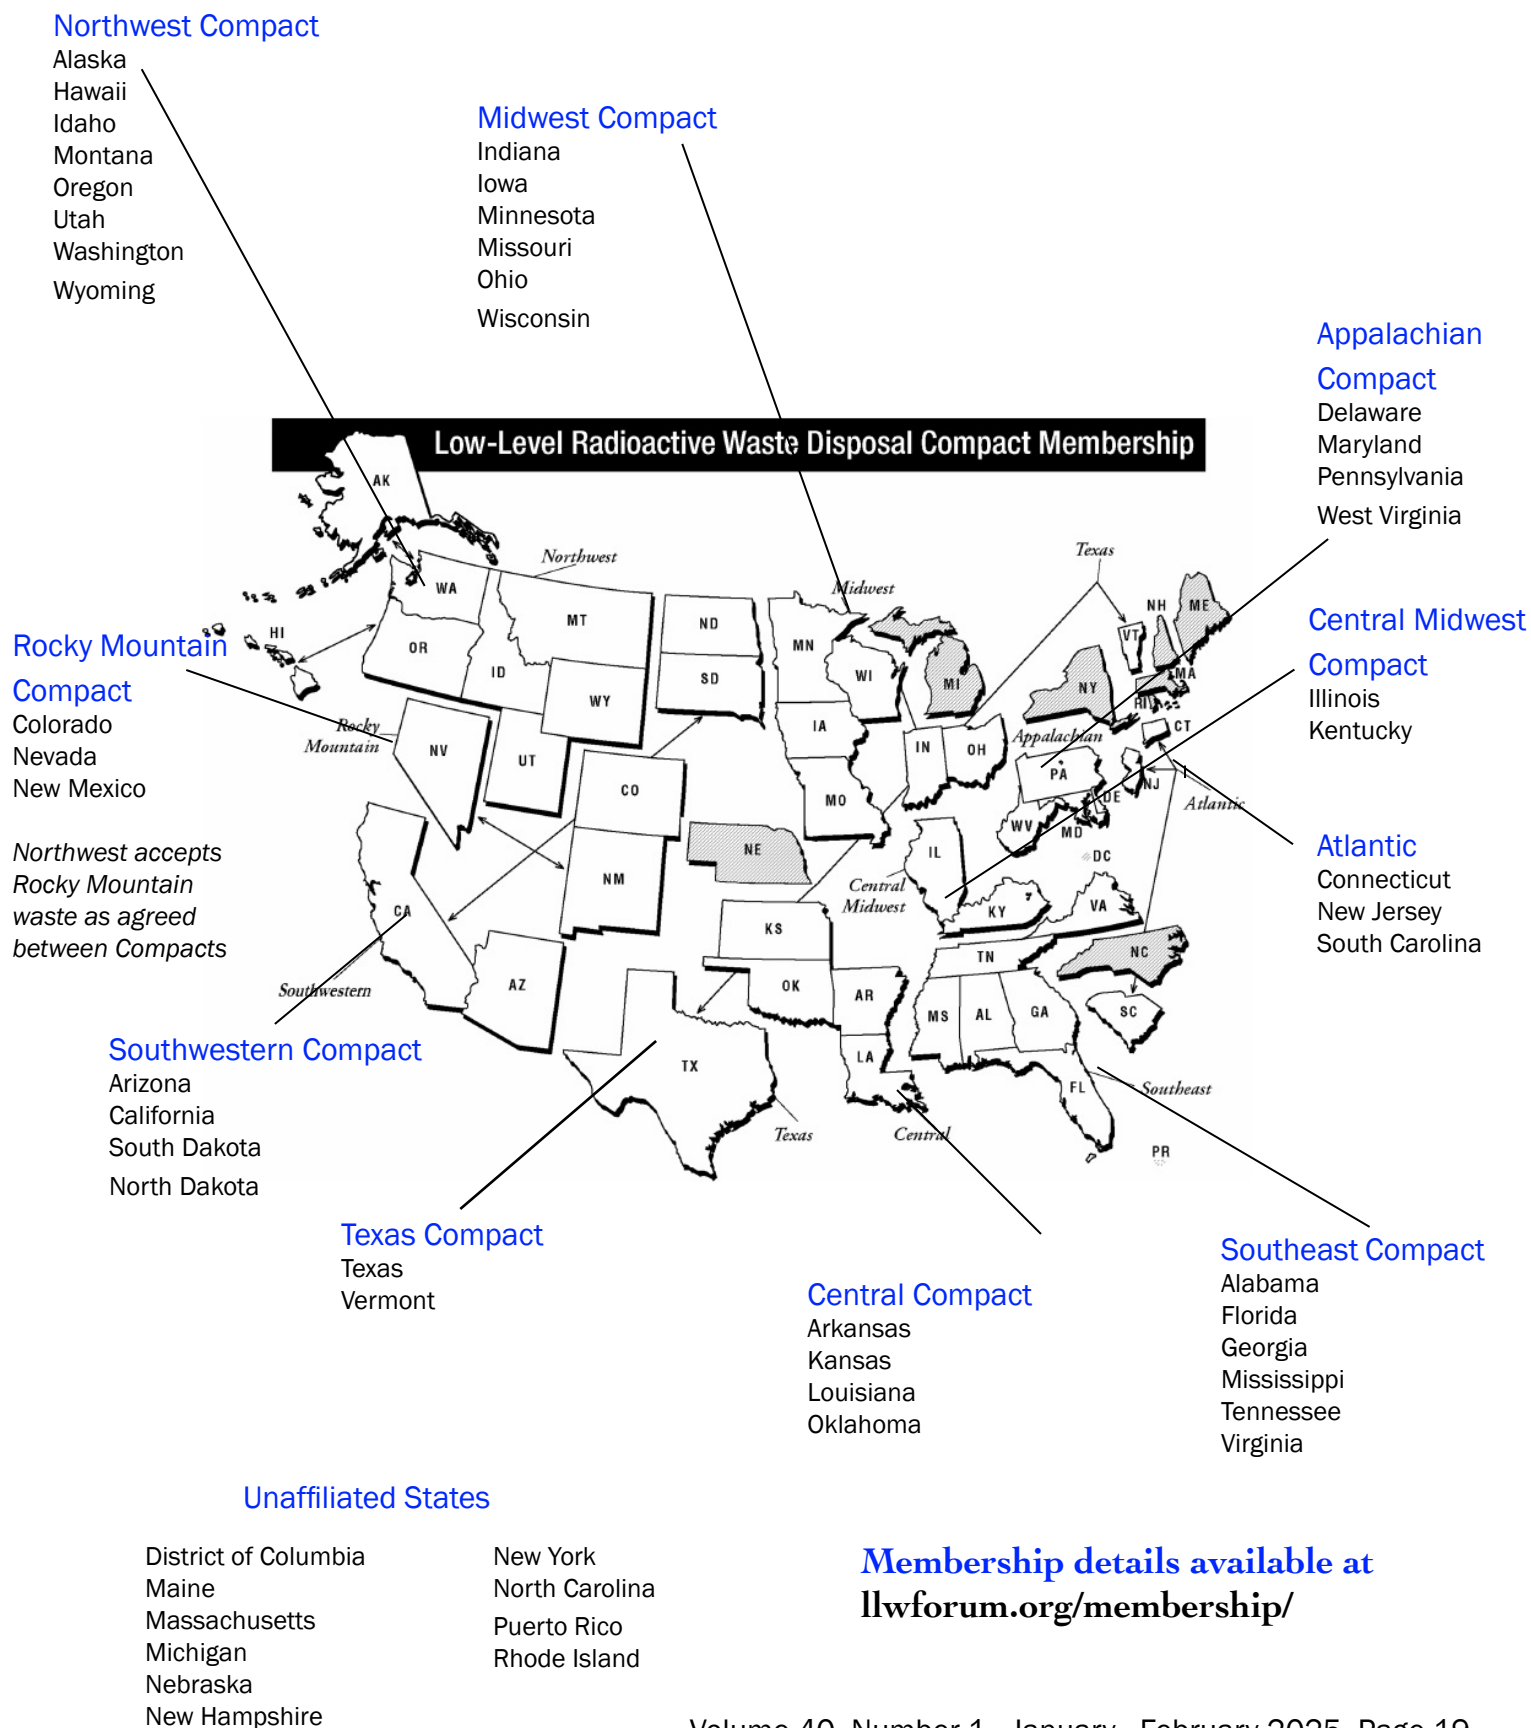 Northwest Compact
Alaska
Hawaii
Idaho
Montana
Oregon
Utah
Washington
Wyoming
Midwest Compact
Indiana
Iowa
Minnesota
Missouri
Ohio
Wisconsin
Appalachian
Compact
Delaware
Maryland
Pennsylvania
West Virginia
Low-Level Radioactive Waste Disposal Compact Membership
AK
Northwest
Texas
Midwest
WA
MT
ND
MN
NH
ME
HI
OR
ID
WY
SD
WI
MI
NY
VT
MA
RI
Rocky
Mountain
NV
UT
CO
IA
IN
OH
Appalachian
CT
PA
NJ
DE
Atlantic
MO
WV
MD
DC
NE
IL
Central
Midwest
NM
CA
KS
KY
VA
TN
NC
AZ
Southwestern
OK
AR
MS
AL
GA
SC
TX
LA
FL
Southeast
Texas
Central
PR
Central Midwest
Compact
Illinois
Kentucky
Rocky Mountain
Compact
Colorado
Nevada
New Mexico
Northwest accepts
Rocky Mountain
waste as agreed
between Compacts
Atlantic
Connecticut
New Jersey
South Carolina
Southwestern Compact
Arizona
California
South Dakota
North Dakota
Texas Compact
Texas
Vermont
Central Compact
Arkansas
Kansas
Louisiana
Oklahoma
Southeast Compact
Alabama
Florida
Georgia
Mississippi
Tennessee
Virginia
Unaffiliated States
District of Columbia
Maine
Massachusetts
Michigan
Nebraska
New Hampshire
New York
North Carolina
Puerto Rico
Rhode Island
Membership details available at
llwforum.org/membership/
Volume 40, Number 1 January - February 2025 Page 19